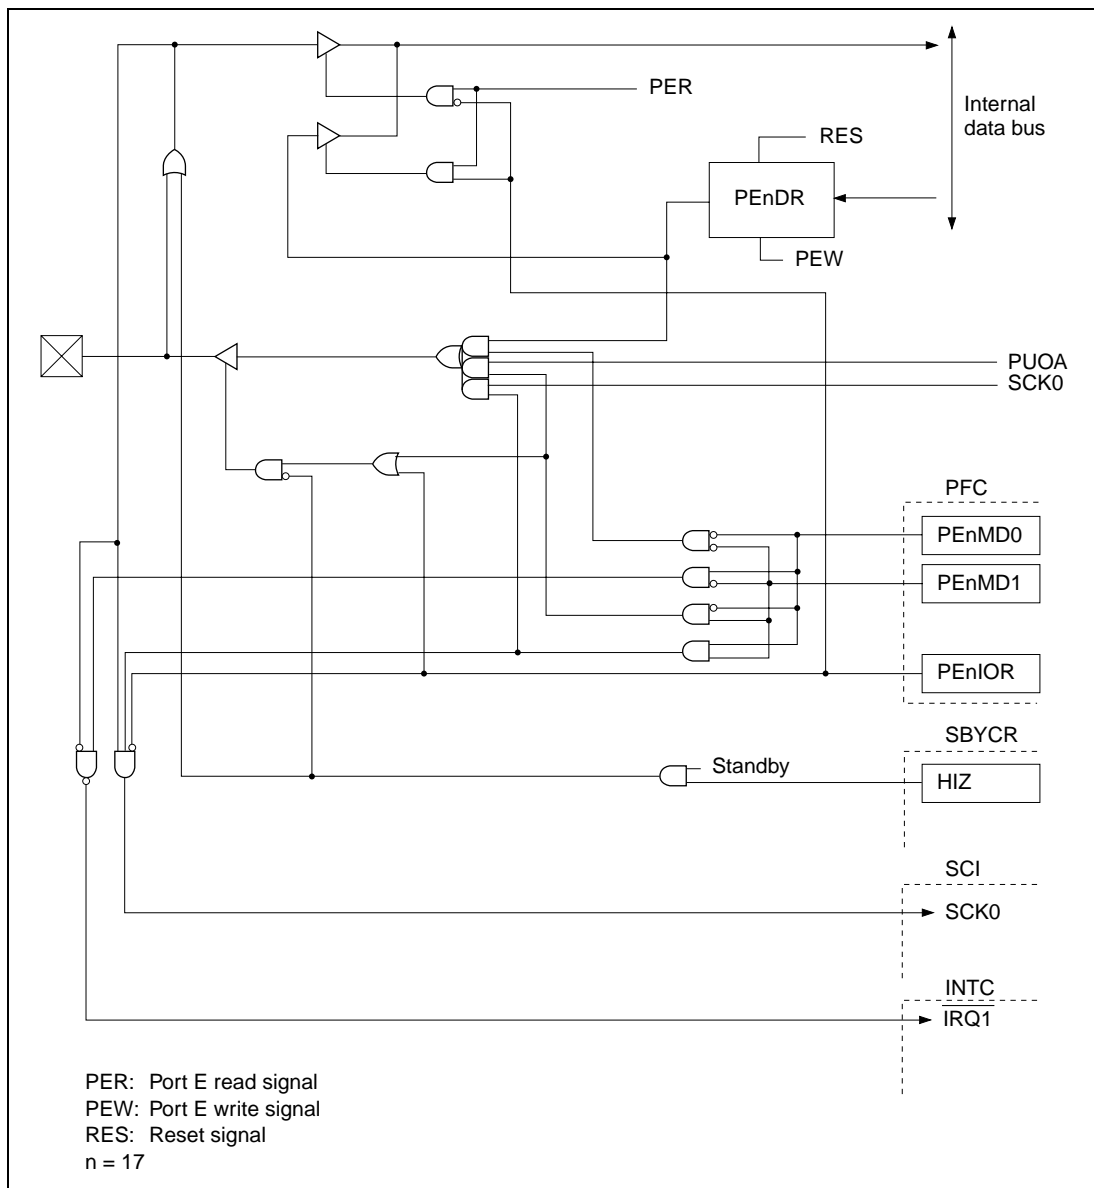 PER
Internal
data bus
RES
PEnDR
PEW
PUOA
SCK0
PFC
PEnMD0
PEnMD1
PEnIOR
SBYCR
Standby
HIZ
SCI
SCK0
INTC
I̅R̅Q̅1̅
PER: Port E read signal
PEW: Port E write signal
RES: Reset signal
n = 17